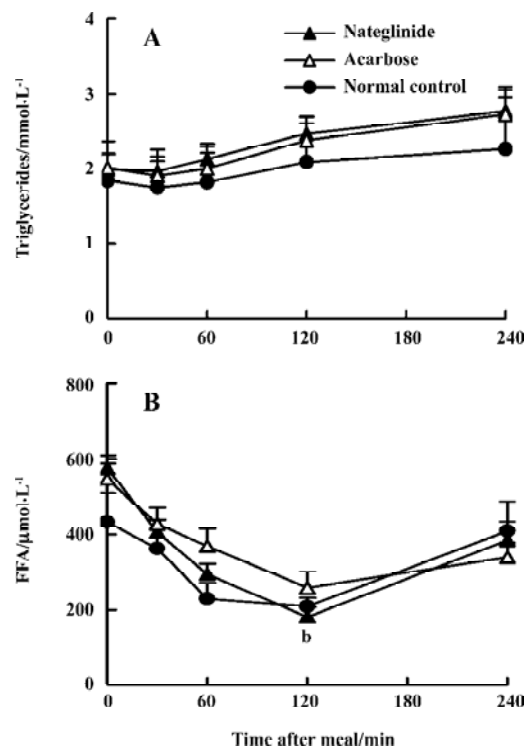 A
Nateglinide
Acarbose
Normal control
Triglycerides/mmol·L-1
4
3
2
1
0
0 60 120 180 240
B
FFA/μmol·L-1
800
600
400
200
0
b
0 60 120 180 240
Time after meal/min